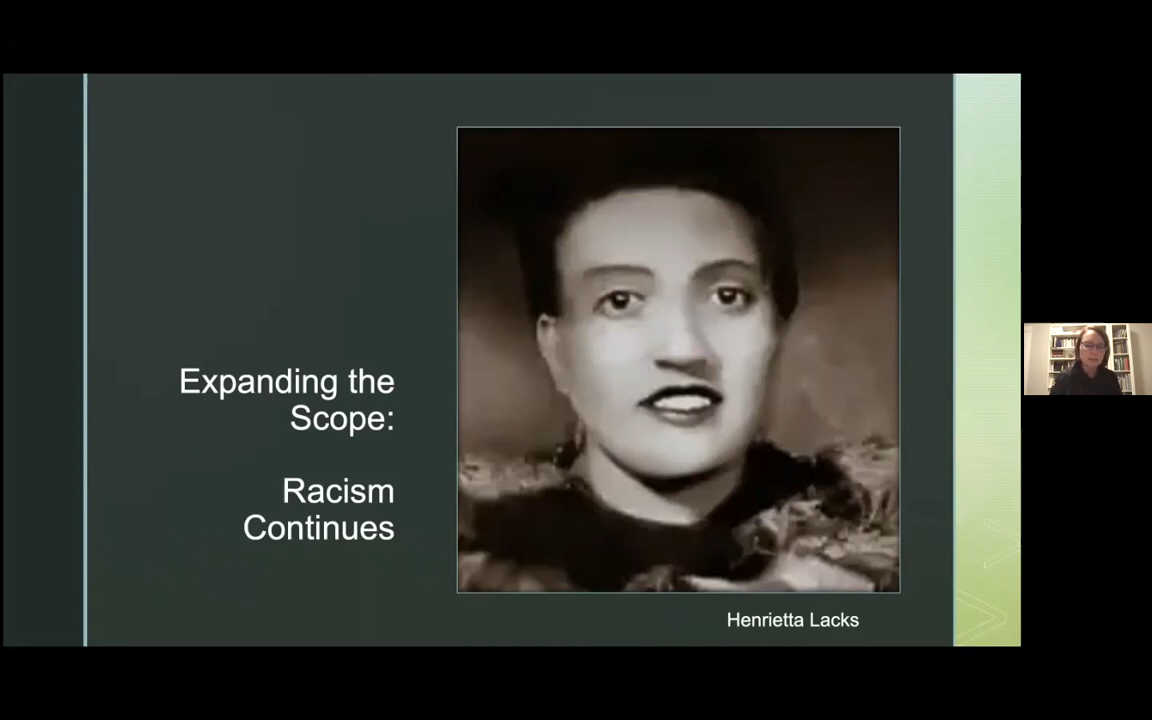 Expanding the
Scope:
Racism
Continues
Henrietta Lacks